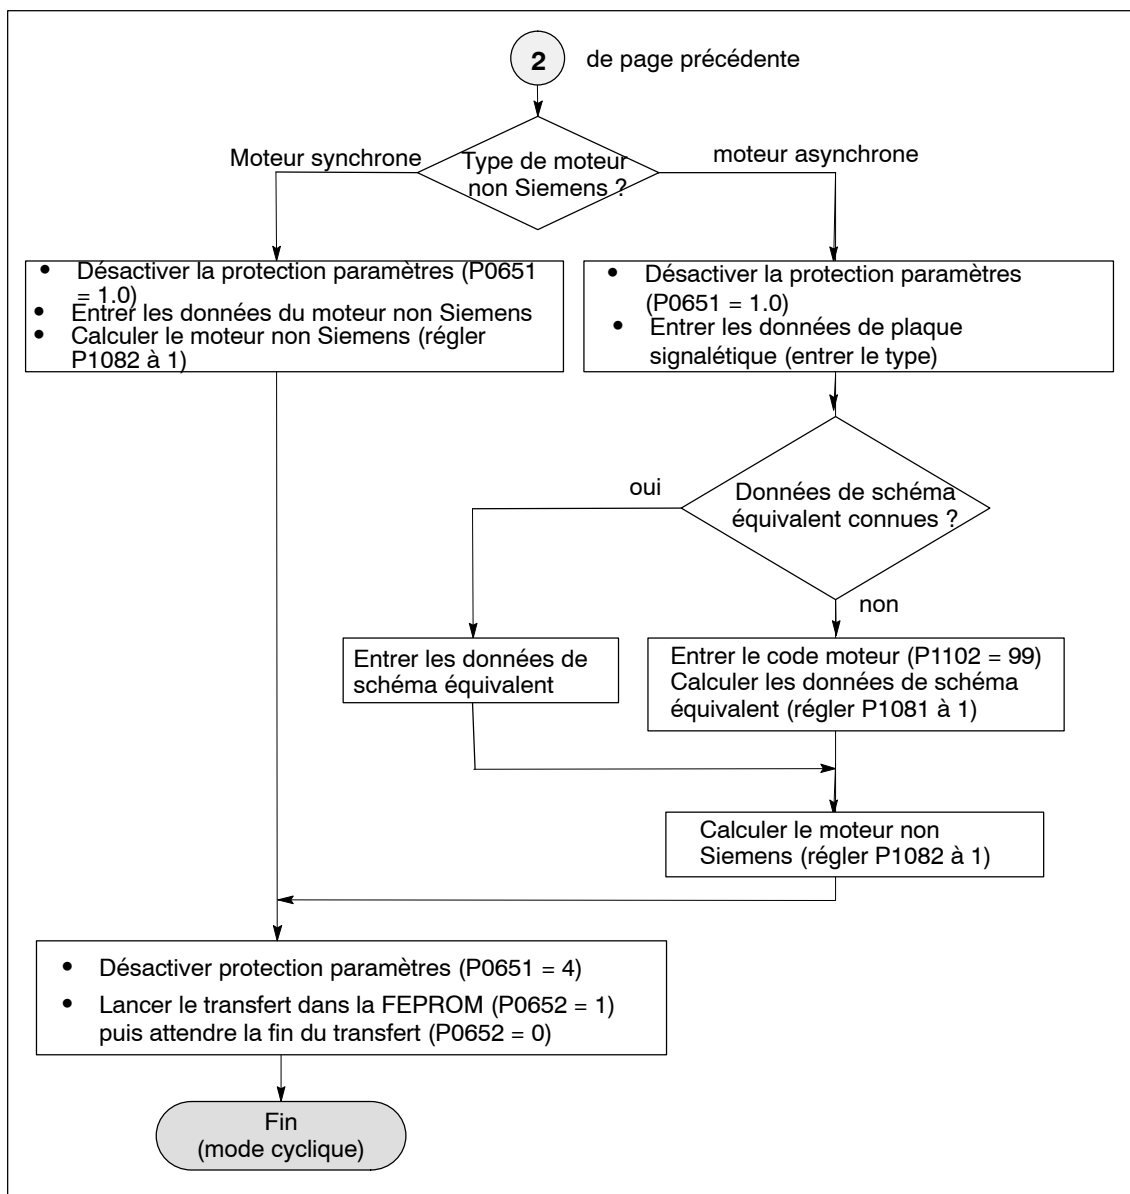 2 de page précédente
Type de moteur
non Siemens ?
Moteur synchrone
moteur asynchrone
• Désactiver la protection paramètres (P0651
= 1.0)
• Entrer les données du moteur non Siemens
• Calculer le moteur non Siemens (régler
P1082 à 1)
• Désactiver la protection paramètres
(P0651 = 1.0)
• Entrer les données de plaque
signalétique (entrer le type)
Données de schéma
équivalent connues ?
oui
non
Entrer les données de
schéma équivalent
Entrer le code moteur (P1102 = 99)
Calculer les données de schéma
équivalent (régler P1081 à 1)
Calculer le moteur non
Siemens (régler P1082 à 1)
• Désactiver protection paramètres (P0651 = 4)
• Lancer le transfert dans la FEPROM (P0652 = 1)
puis attendre la fin du transfert (P0652 = 0)
Fin
(mode cyclique)